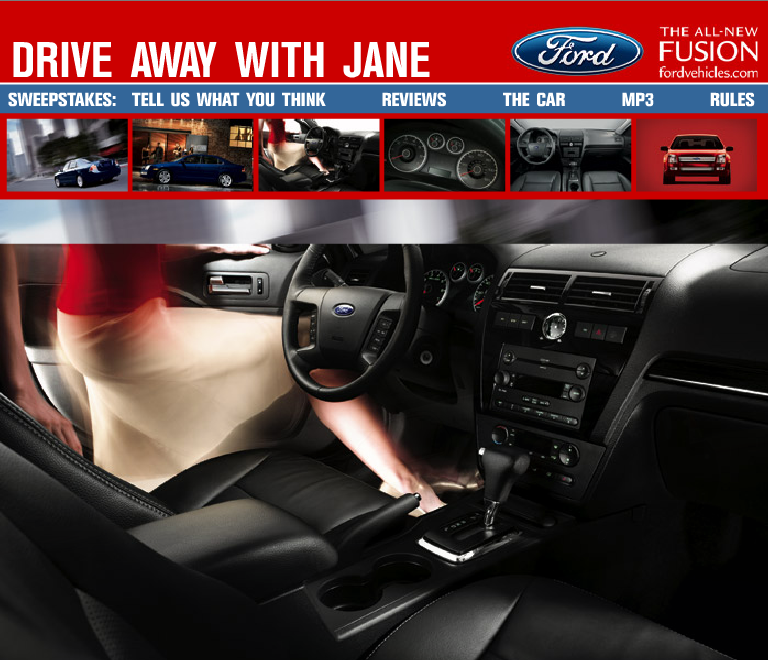 DRIVE AWAY WITH JANE
Ford
THE ALL-NEW
FUSION
fordvehicles.com
SWEEPSTAKES: TELL US WHAT YOU THINK REVIEWS THE CAR MP3 RULES
Ford